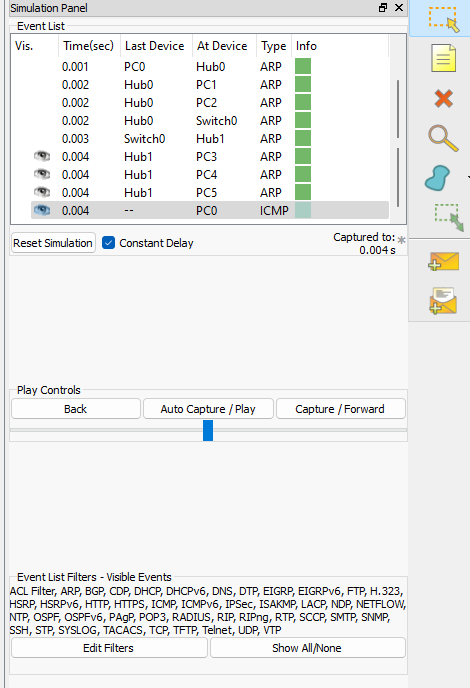 Simulation Panel
Event List
Vis. Time(sec) Last Device At Device Type Info
0.001 PC0 Hub0 ARP
0.002 Hub0 PC1 ARP
0.002 Hub0 PC2 ARP
0.002 Hub0 Switch0 ARP
0.003 Switch0 Hub1 ARP
0.004 Hub1 PC3 ARP
0.004 Hub1 PC4 ARP
0.004 Hub1 PC5 ARP
0.004 -- PC0 ICMP
Reset Simulation Constant Delay Captured to: *
0.004 s
Play Controls
Back Auto Capture / Play Capture / Forward
Event List Filters - Visible Events
ACL Filter, ARP, BGP, CDP, DHCP, DHCPv6, DNS, DTP, EIGRP, EIGRPv6, FTP, H.323,
HSRP, HSRPv6, HTTP, HTTPS, ICMP, ICMPv6, IPSec, ISAKMP, LACP, NDP, NETFLOW,
NTP, OSPF, OSPFv6, PAgP, POP3, RADIUS, RIP, RIPng, RTP, SCCP, SMTP, SNMP,
SSH, STP, SYSLOG, TACACS, TCP, TFTP, Telnet, UDP, VTP
Edit Filters Show All/None